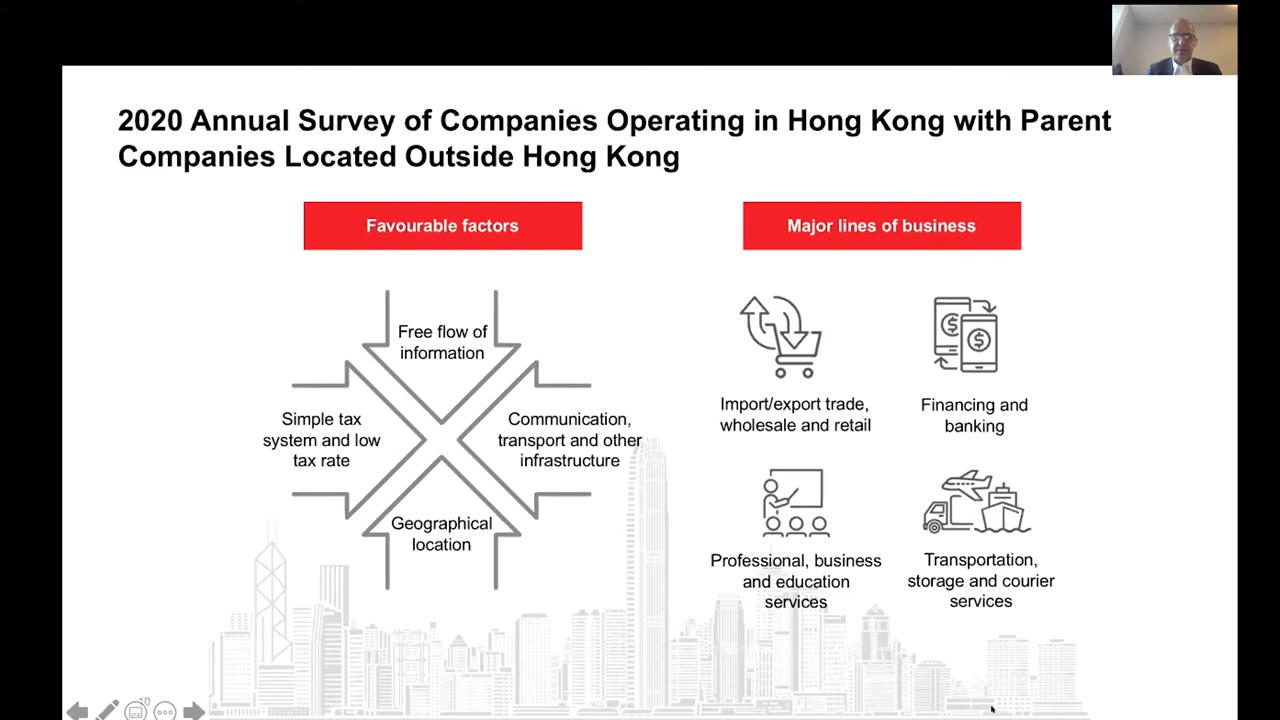 2020 Annual Survey of Companies Operating in Hong Kong with Parent
Companies Located Outside Hong Kong
Favourable factors
Free flow of
information
Simple tax
system and low
tax rate
Communication,
transport and other
infrastructure
Geographical
location
Major lines of business
$
$
Import/export trade,
wholesale and retail
Financing and
banking
Professional, business
and education
services
Transportation,
storage and courier
services